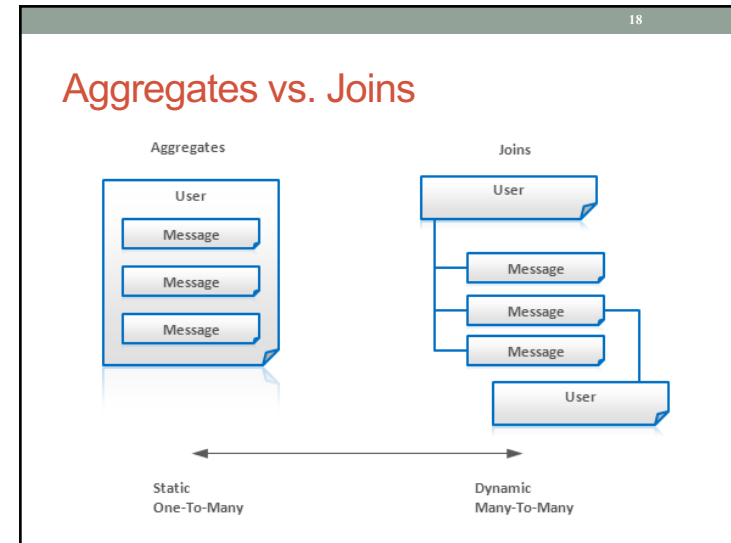 18
Aggregates vs. Joins
Aggregates
User
Message
Message
Message
Joins
User
Message
Message
Message
User
Static
One-To-Many
Dynamic
Many-To-Many